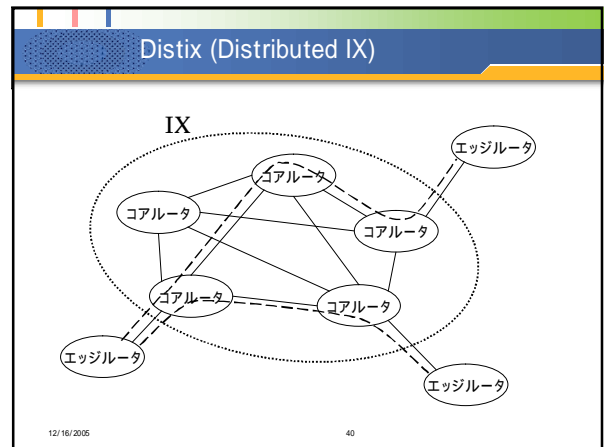 Distix (Distributed IX)
IX
エッジルータ
コアルータ
コアルータ
コアルータ
コアルータ
コアルータ
エッジルータ
エッジルータ
12/16/2005
40